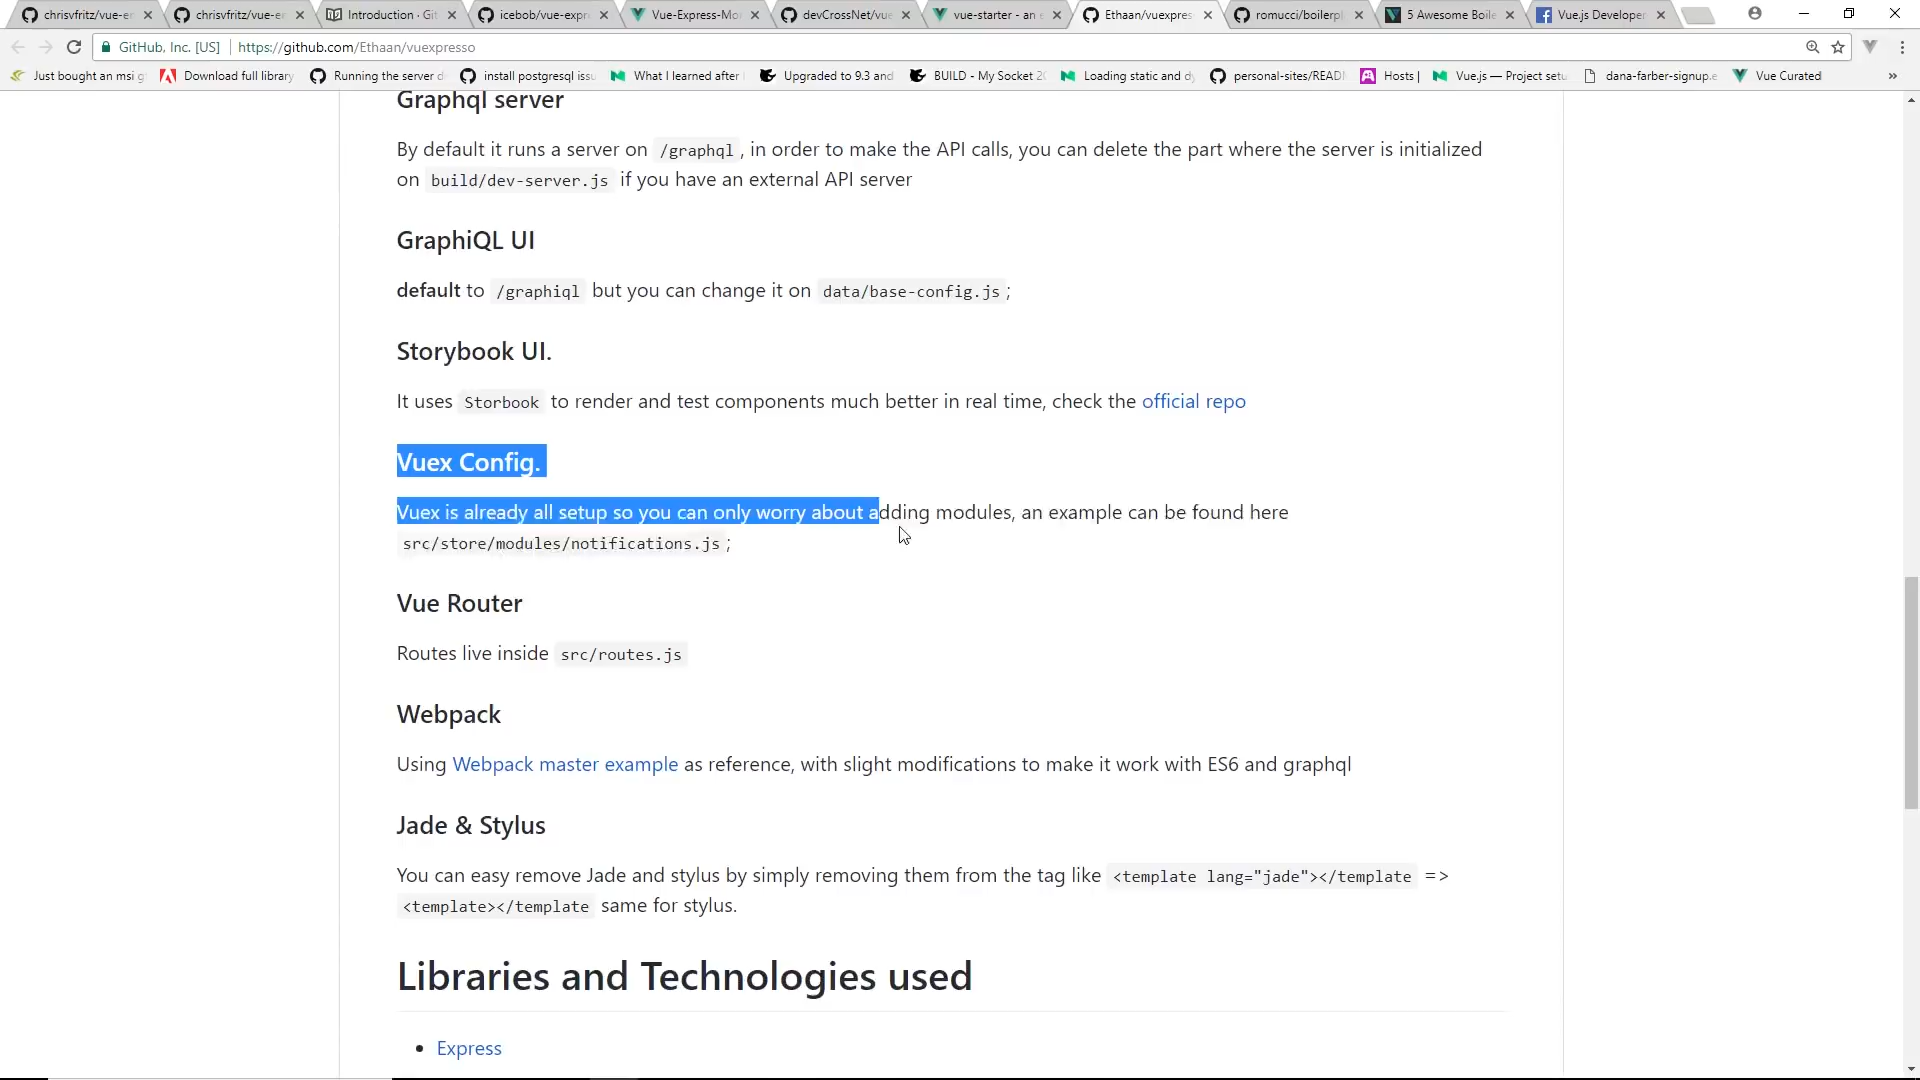 chrisvfritz/vue-er
chrisvfritz/vue-er
Introduction · Git
icebob/vue-expr
Vue-Express-Mo
devCrossNet/vue
vue-starter - an
Ethaan/vuexpres
romucci/boilerpl
5 Awesome Boile
Vue.js Developer
GitHub, Inc. [US] https://github.com/Ethaan/vuexpresso
Just bought an msi g
Download full library
Running the server d
install postgresql issu
What I learned after
Upgraded to 9.3 and
BUILD - My Socket 20
Loading static and dy
personal-sites/READ
Hosts |
Vue.js — Project setu
dana-farber-signup.e
Vue Curated
»
Graphql server
By default it runs a server on /graphql , in order to make the API calls, you can delete the part where the server is initialized
on build/dev-server.js if you have an external API server
GraphiQL UI
default to /graphiql but you can change it on data/base-config.js ;
Storybook UI.
It uses Storbook to render and test components much better in real time, check the official repo
Vuex Config.
Vuex is already all setup so you can only worry about adding modules, an example can be found here
src/store/modules/notifications.js ;
Vue Router
Routes live inside src/routes.js
Webpack
Using Webpack master example as reference, with slight modifications to make it work with ES6 and graphql
Jade & Stylus
You can easy remove Jade and stylus by simply removing them from the tag like <template lang="jade"></template =>
<template></template same for stylus.
Libraries and Technologies used
• Express